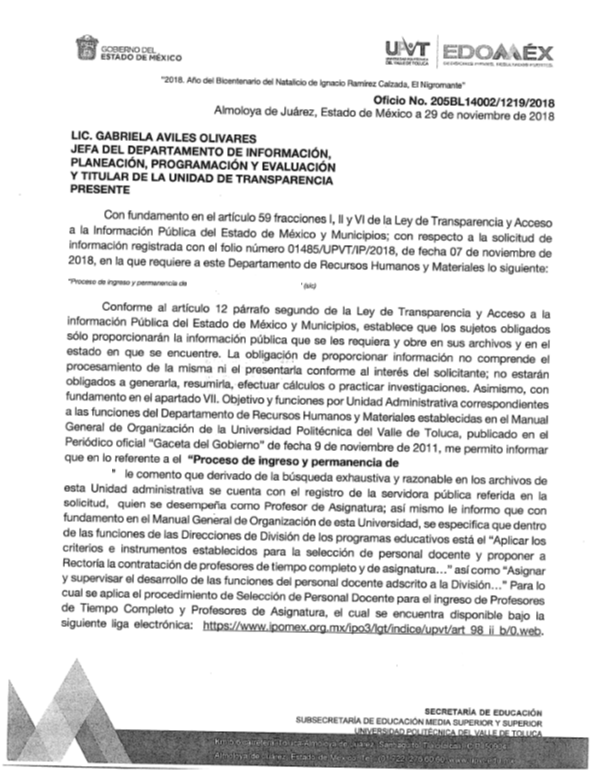 GOBIERNO DEL
ESTADO DE MÉXICO
UPVT
UNIVERSIDAD POLITÉCNICA
DEL VALLE DE TOLUCA
EDOMÉX
DECISIONES FIRMES, RESULTADOS FUERTES.
"2018. Año del Bicentenario del Natalicio de Ignacio Ramírez Calzada, El Nigromante"
Oficio No. 205BL14002/1219/2018
Almoloya de Juárez, Estado de México a 29 de noviembre de 2018
LIC. GABRIELA AVILES OLIVARES
JEFA DEL DEPARTAMENTO DE INFORMACIÓN,
PLANEACIÓN, PROGRAMACIÓN Y EVALUACIÓN
Y TITULAR DE LA UNIDAD DE TRANSPARENCIA
PRESENTE
Con fundamento en el artículo 59 fracciones I, II y VI de la Ley de Transparencia y Acceso
a la Información Pública del Estado de México y Municipios; con respecto a la solicitud de
información registrada con el folio número 01485/UPVT/IP/2018, de fecha 07 de noviembre de
2018, en la que requiere a este Departamento de Recursos Humanos y Materiales lo siguiente:
"Proceso de ingreso y permanencia de ' (sic)
Conforme al artículo 12 párrafo segundo de la Ley de Transparencia y Acceso a la
información Pública del Estado de México y Municipios, establece que los sujetos obligados
sólo proporcionarán la información pública que se les requiera y obre en sus archivos y en el
estado en que se encuentre. La obligación de proporcionar información no comprende el
procesamiento de la misma ni el presentarla conforme al interés del solicitante; no estarán
obligados a generarla, resumirla, efectuar cálculos o practicar investigaciones. Asimismo, con
fundamento en el apartado VII. Objetivo y funciones por Unidad Administrativa correspondientes
a las funciones del Departamento de Recursos Humanos y Materiales establecidas en el Manual
General de Organización de la Universidad Politécnica del Valle de Toluca, publicado en el
Periódico oficial "Gaceta del Gobierno" de fecha 9 de noviembre de 2011, me permito informar
que en lo referente a el "Proceso de ingreso y permanencia de
" le comento que derivado de la búsqueda exhaustiva y razonable en los archivos de
esta Unidad administrativa se cuenta con el registro de la servidora pública referida en la
solicitud, quien se desempeña como Profesor de Asignatura; así mismo le informo que con
fundamento en el Manual General de Organización de esta Universidad, se especifica que dentro
de las funciones de las Direcciones de División de los programas educativos está el "Aplicar los
criterios e instrumentos establecidos para la selección de personal docente y proponer a
Rectoría la contratación de profesores de tiempo completo y de asignatura..." así como "Asignar
y supervisar el desarrollo de las funciones del personal docente adscrito a la División..." Para lo
cual se aplica el procedimiento de Selección de Personal Docente para el ingreso de Profesores
de Tiempo Completo y Profesores de Asignatura, el cual se encuentra disponible bajo la
siguiente liga electrónica: https://www.ipomex.org.mx/ipo3/lgt/indice/upvt/art_98_ii_b/0.web.
SECRETARÍA DE EDUCACIÓN
SUBSECRETARÍA DE EDUCACIÓN MEDIA SUPERIOR Y SUPERIOR
UNIVERSIDAD POLITÉCNICA DEL VALLE DE TOLUCA
Toluca-Almoloya de Juárez, Santiaguito
Almoloya de Juárez, Estado de México